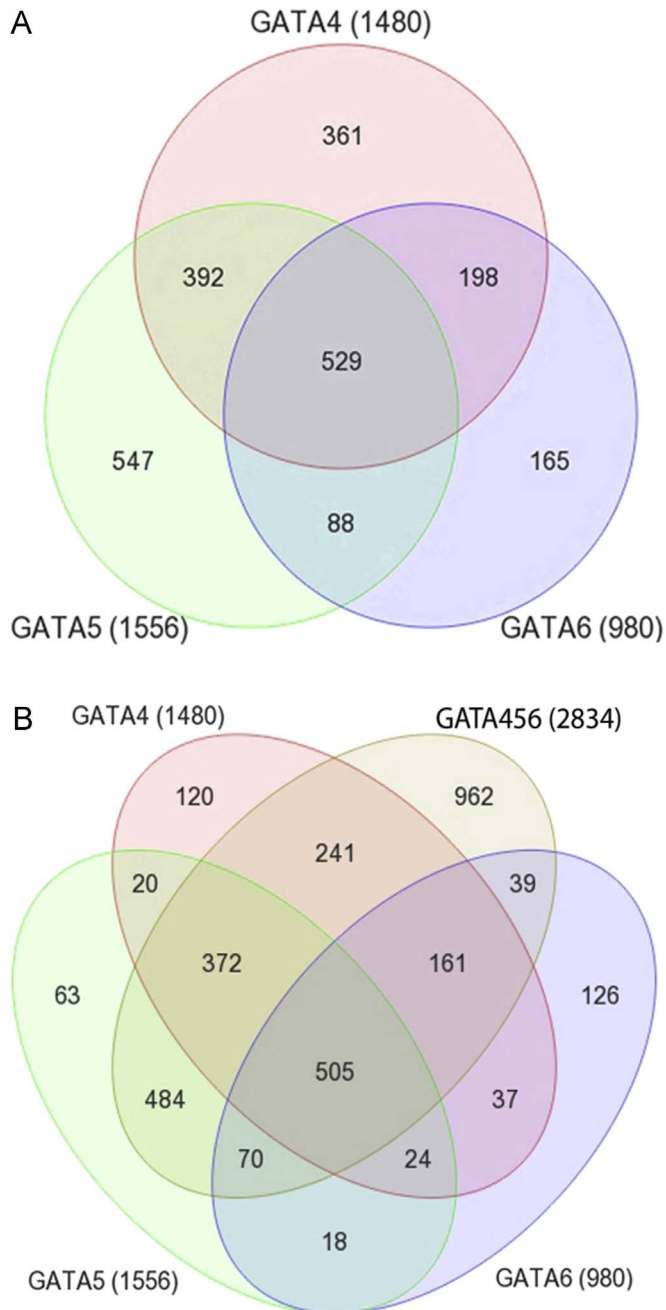 A
GATA4 (1480)
361
392
198
529
547
165
88
GATA5 (1556)
GATA6 (980)
B
GATA4 (1480)
GATA456 (2834)
120
962
241
20
39
372
161
63
126
505
484
37
70
24
18
GATA5 (1556)
GATA6 (980)